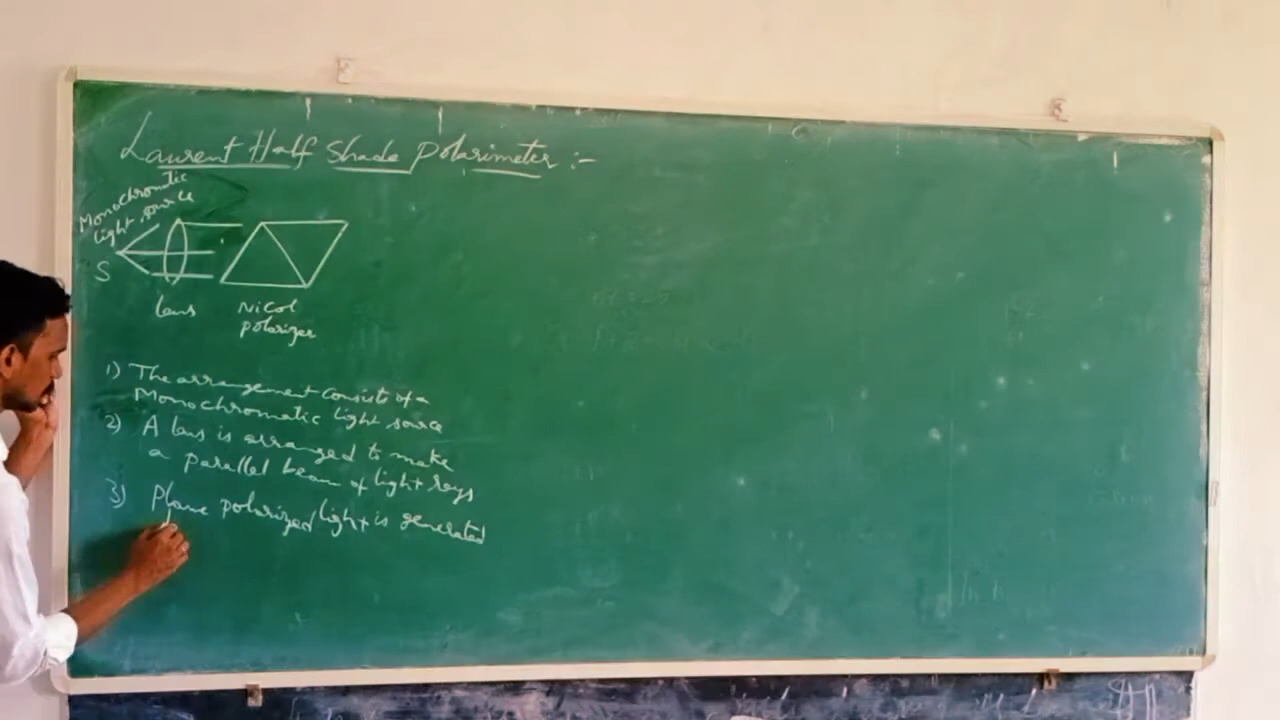 Laurent Half Shade Polarimeter :-
Monochromatic
light source
S
lens
Nicol
polarizer
1) The arrangement consists of a
Monochromatic light source
2) A lens is arranged to make
a parallel beam of light rays
3) Plane polarized light is generated